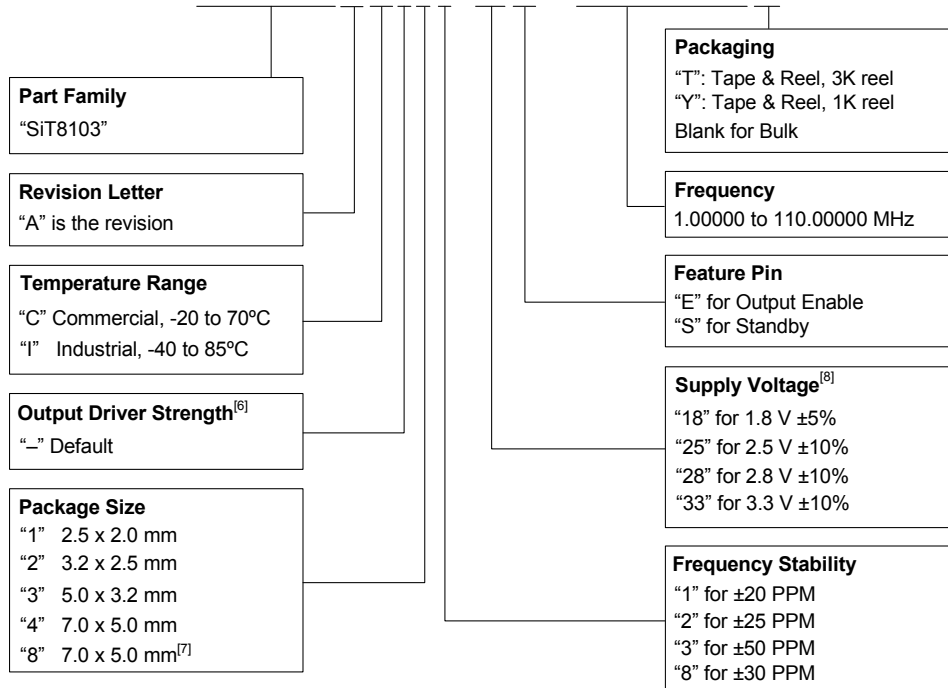 Part Family
“SiT8103”
Revision Letter
“A” is the revision
Temperature Range
“C” Commercial, -20 to 70ºC
“I” Industrial, -40 to 85ºC
Output Driver Strength[6]
“–” Default
Package Size
“1” 2.5 x 2.0 mm
“2” 3.2 x 2.5 mm
“3” 5.0 x 3.2 mm
“4” 7.0 x 5.0 mm
“8” 7.0 x 5.0 mm[7]
Packaging
“T”: Tape & Reel, 3K reel
“Y”: Tape & Reel, 1K reel
Blank for Bulk
Frequency
1.00000 to 110.00000 MHz
Feature Pin
“E” for Output Enable
“S” for Standby
Supply Voltage[8]
“18” for 1.8 V ±5%
“25” for 2.5 V ±10%
“28” for 2.8 V ±10%
“33” for 3.3 V ±10%
Frequency Stability
“1” for ±20 PPM
“2” for ±25 PPM
“3” for ±50 PPM
“8” for ±30 PPM